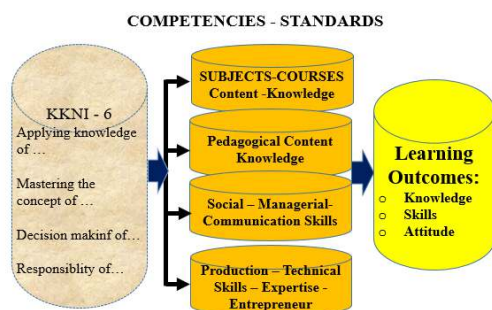 COMPETENCIES - STANDARDS
KKNI - 6
Applying knowledge
of ...
Mastering the
concept of ...
Decision makinf of...
Responsiblity of...
SUBJECTS-COURSES
Content -Knowledge
Pedagogical Content
Knowledge
Social – Managerial-
Communication Skills
Production – Technical
Skills – Expertise -
Entrepreneur
Learning
Outcomes:
o Knowledge
o Skills
o Attitude